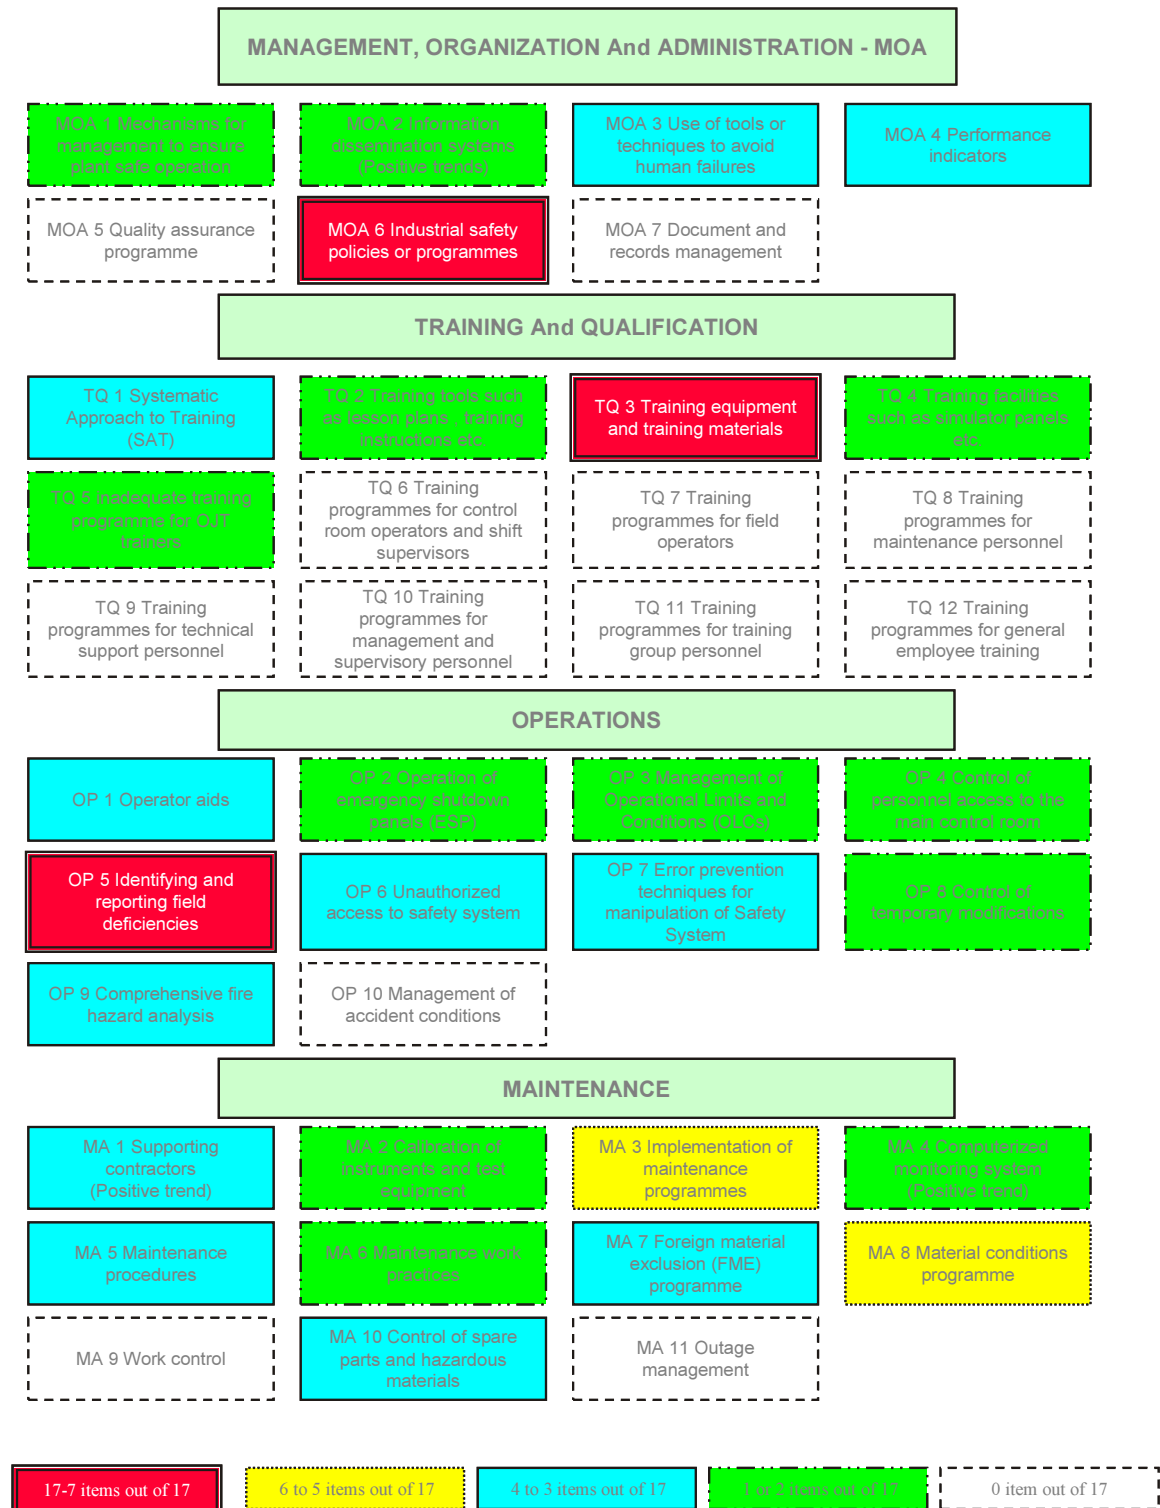 MANAGEMENT, ORGANIZATION And ADMINISTRATION - MOA
MOA 1 Mechanisms for
management to ensure
plant safe operation
MOA 2 Information
dissemination systems
(Positive trends)
MOA 3 Use of tools or
techniques to avoid
human failures
MOA 4 Performance
indicators
MOA 5 Quality assurance
programme
MOA 6 Industrial safety
policies or programmes
MOA 7 Document and
records management
TRAINING And QUALIFICATION
TQ 1 Systematic
Approach to Training
(SAT)
TQ 2 Training tools such
as lesson plans , training
instructions etc.
TQ 3 Training equipment
and training materials
TQ 4 Training facilities
such as simulator panels
etc.
TQ 5 inadequate training
programme for OJT
trainers
TQ 6 Training
programmes for control
room operators and shift
supervisors
TQ 7 Training
programmes for field
operators
TQ 8 Training
programmes for
maintenance personnel
TQ 9 Training
programmes for technical
support personnel
TQ 10 Training
programmes for
management and
supervisory personnel
TQ 11 Training
programmes for training
group personnel
TQ 12 Training
programmes for general
employee training
OPERATIONS
OP 1 Operator aids
OP 2 Operation of
emergency shutdown
panels (ESP)
OP 3 Management of
Operational Limits and
Conditions (OLCs)
OP 4 Control of
personnel access to the
main control room
OP 5 Identifying and
reporting field
deficiencies
OP 6 Unauthorized
access to safety system
OP 7 Error prevention
techniques for
manipulation of Safety
System
OP 8 Control of
temporary modifications
OP 9 Comprehensive fire
hazard analysis
OP 10 Management of
accident conditions
MAINTENANCE
MA 1 Supporting
contractors
(Positive trend)
MA 2 Calibration of
instruments and test
equipment
MA 3 Implementation of
maintenance
programmes
MA 4 Computerized
monitoring system
(Positive trend)
MA 5 Maintenance
procedures
MA 6 Maintenance work
practices
MA 7 Foreign material
exclusion (FME)
programme
MA 8 Material conditions
programme
MA 9 Work control
MA 10 Control of spare
parts and hazardous
materials
MA 11 Outage
management
17-7 items out of 17
6 to 5 items out of 17
4 to 3 items out of 17
1 or 2 items out of 17
0 item out of 17